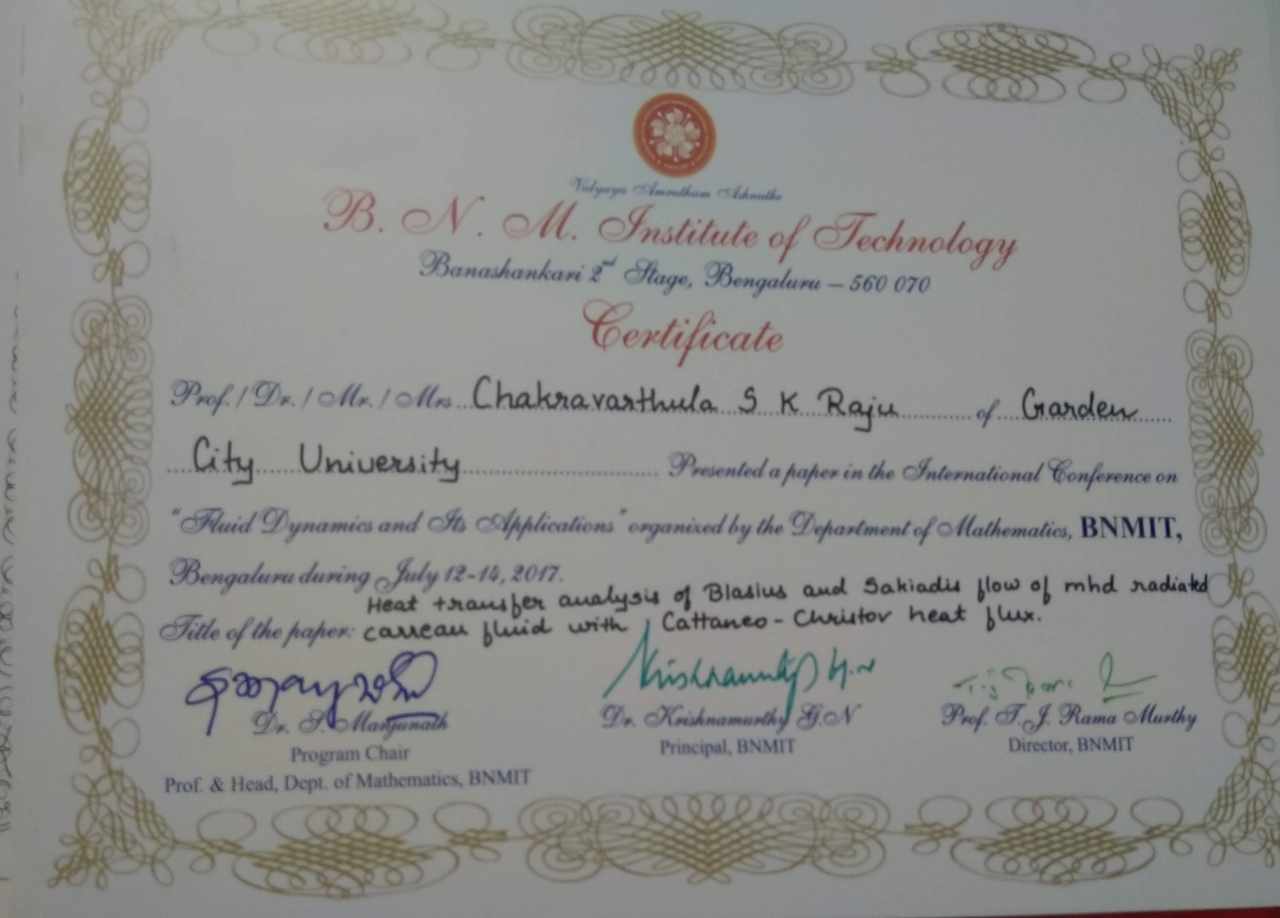 Vidyaya Amrutham Ashnuthe
B. N. M. Institute of Technology
Banashankari 2nd Stage, Bengaluru – 560 070
Certificate
Prof. / Dr. / Mr. / Mrs. Chakravarthula S K Raju of Garden
City University Presented a paper in the International Conference on
"Fluid Dynamics and Its Applications" organized by the Department of Mathematics, BNMIT,
Bengaluru during July 12-14, 2017.
Heat transfer analysis of Blasius and Sakiadis flow of mhd radiated
Title of the paper: carreau fluid with Cattaneo - Christov heat flux.
Dr. S. Manjunath Dr. Krishnamurthy G.N Prof. T. J. Rama Murthy
Program Chair Principal, BNMIT Director, BNMIT
Prof. & Head, Dept. of Mathematics, BNMIT